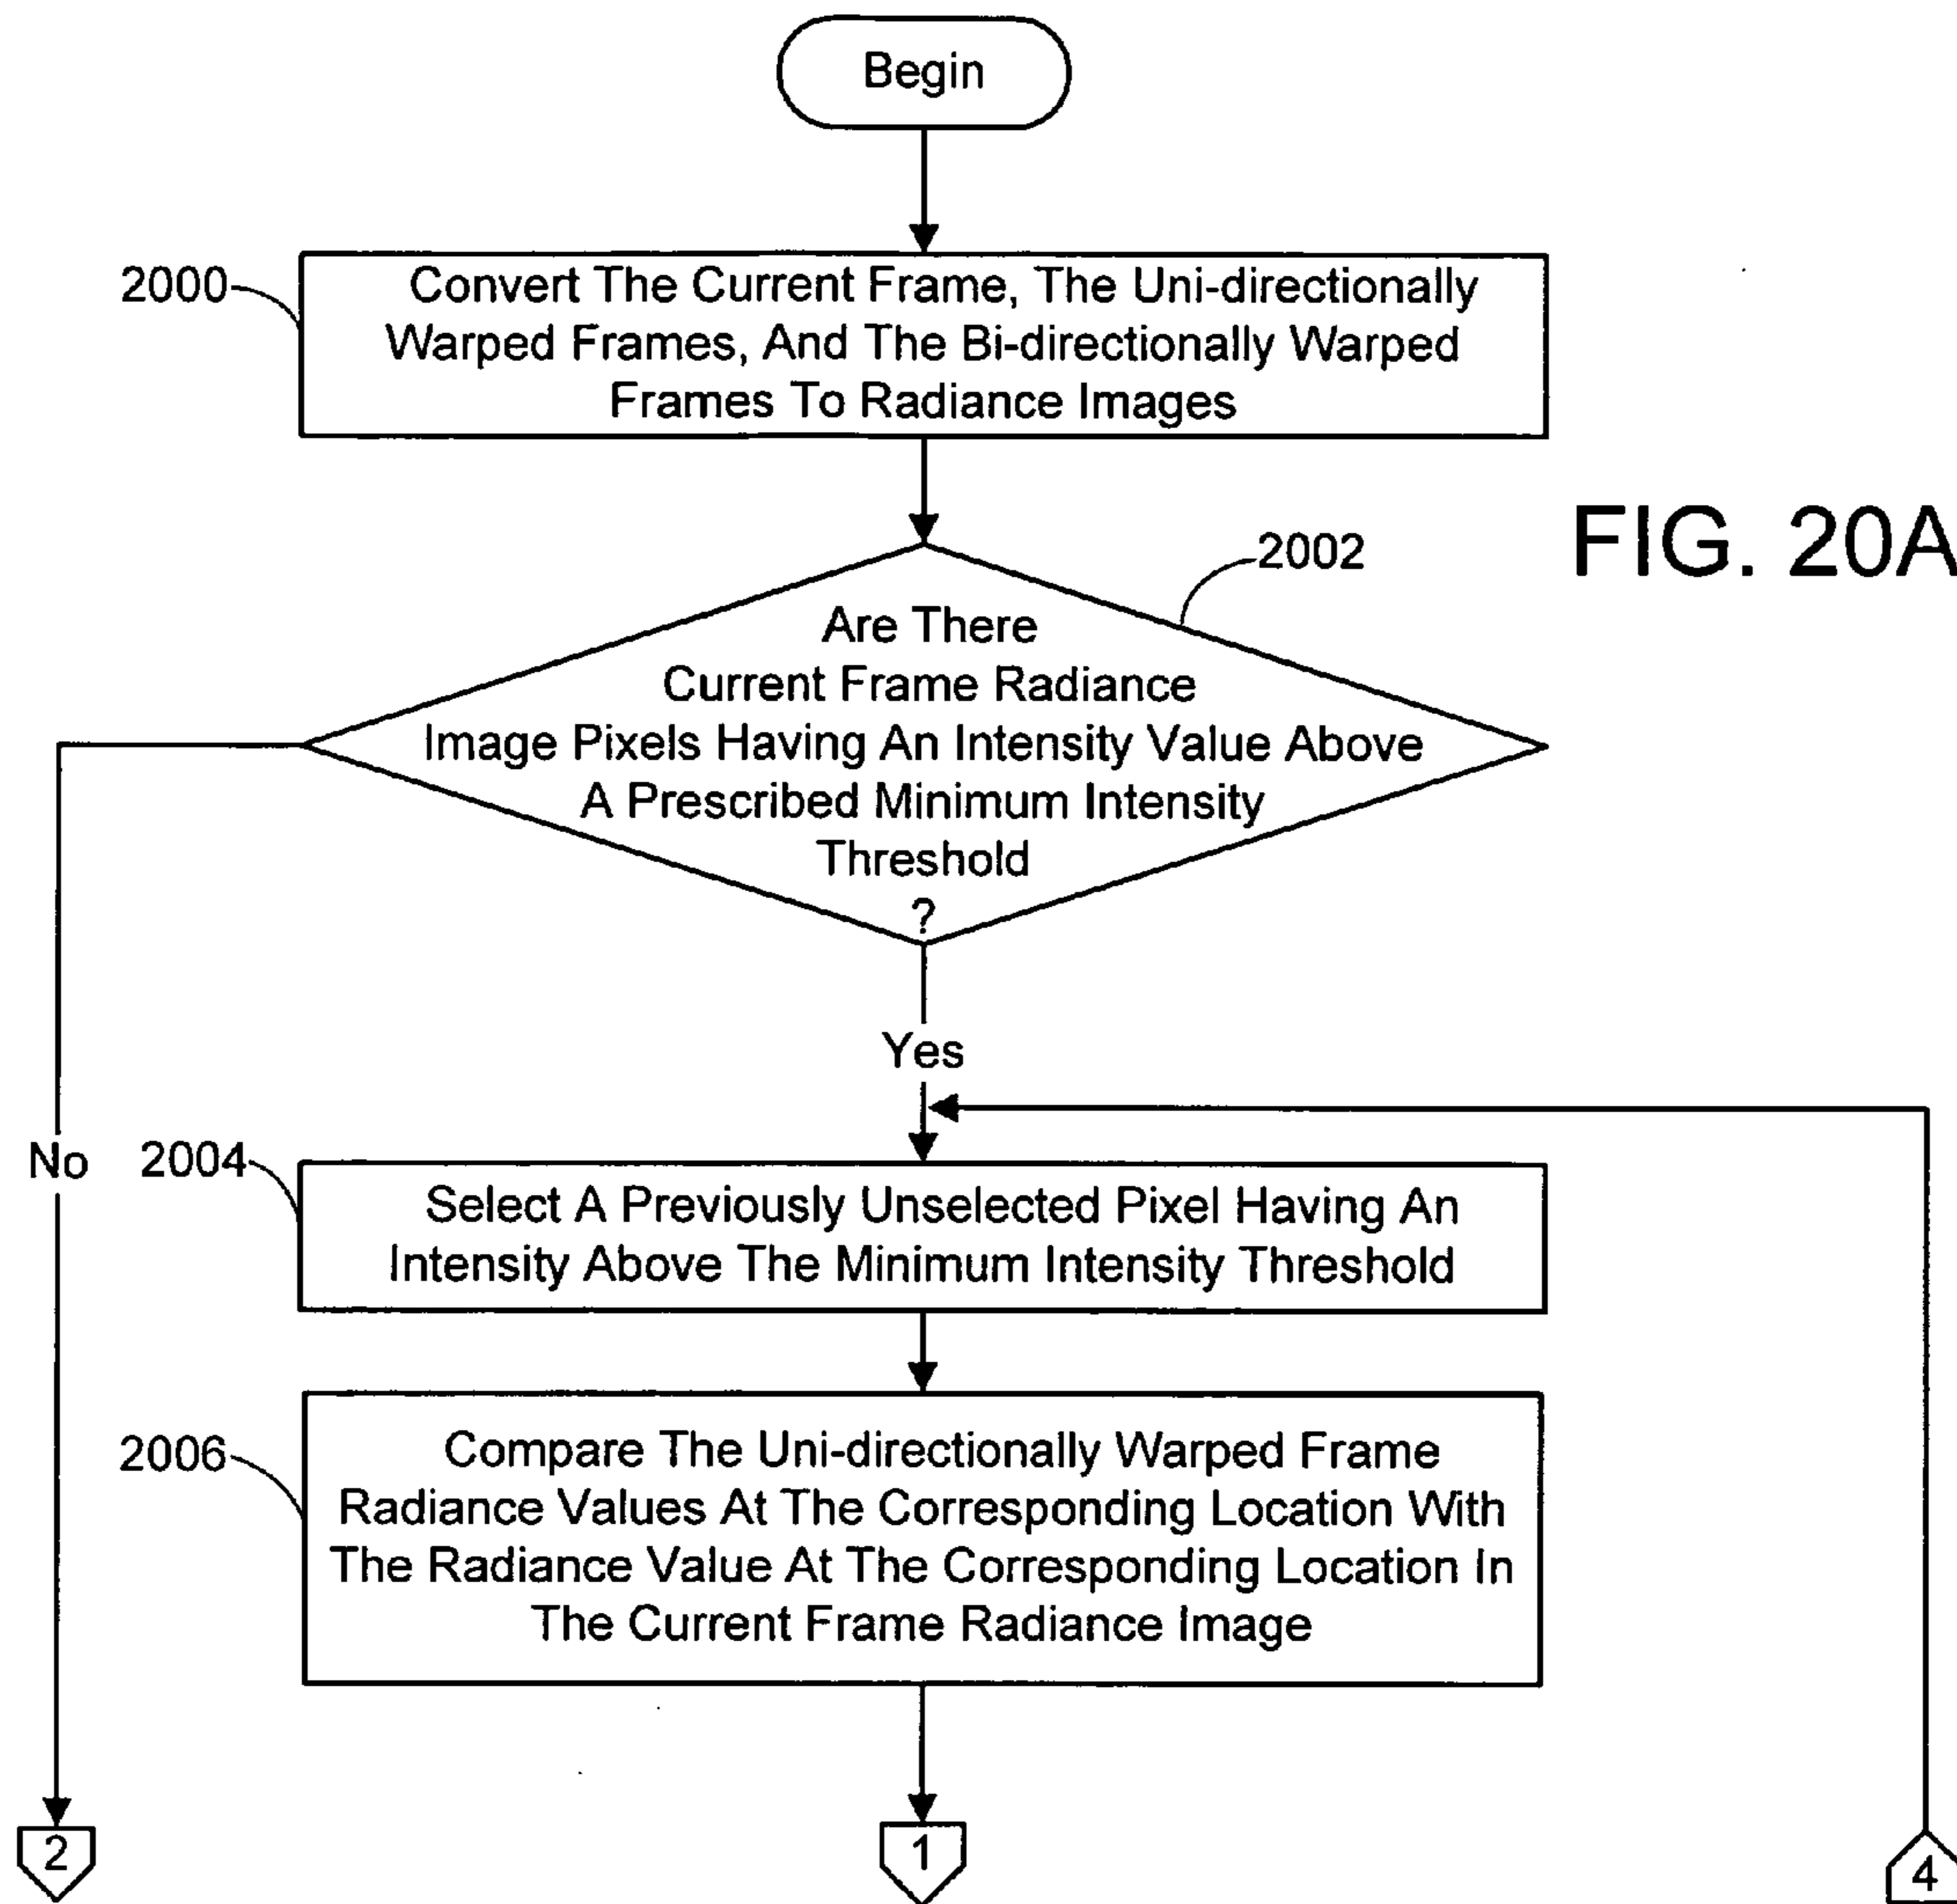 Begin
2000
Convert The Current Frame, The Uni-directionally
Warped Frames, And The Bi-directionally Warped
Frames To Radiance Images
FIG. 20A
2002
Are There
Current Frame Radiance
Image Pixels Having An Intensity Value Above
A Prescribed Minimum Intensity
Threshold
?
Yes
No
2004
Select A Previously Unselected Pixel Having An
Intensity Above The Minimum Intensity Threshold
2006
Compare The Uni-directionally Warped Frame
Radiance Values At The Corresponding Location With
The Radiance Value At The Corresponding Location In
The Current Frame Radiance Image
2
1
4